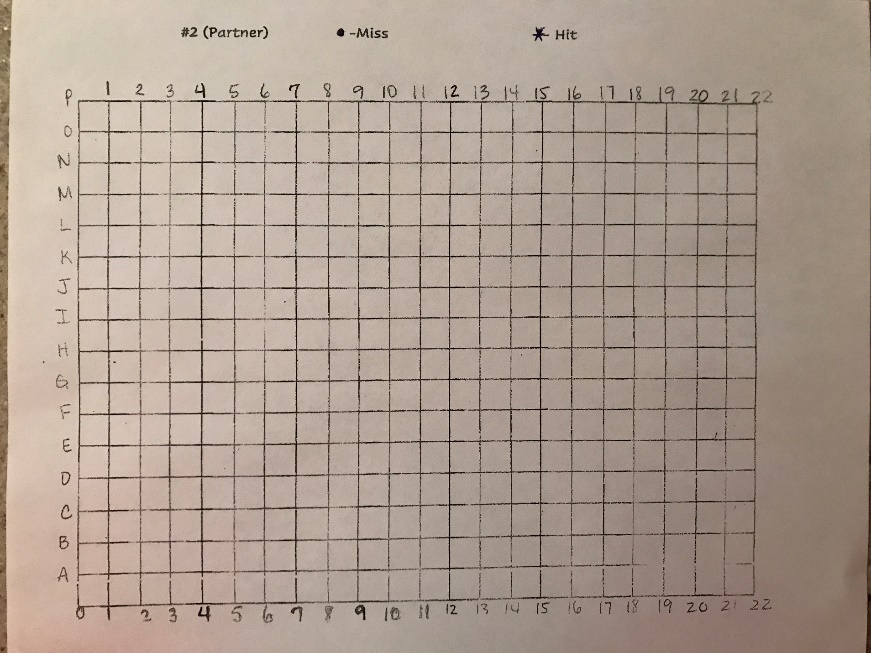 #2 (Partner) ● -Miss ✶ - Hit
P 1 2 3 4 5 6 7 8 9 10 11 12 13 14 15 16 17 18 19 20 21 22
O
N
M
L
K
J
I
H
G
F
E
D
C
B
A
0 1 2 3 4 5 6 7 8 9 10 11 12 13 14 15 16 17 18 19 20 21 22